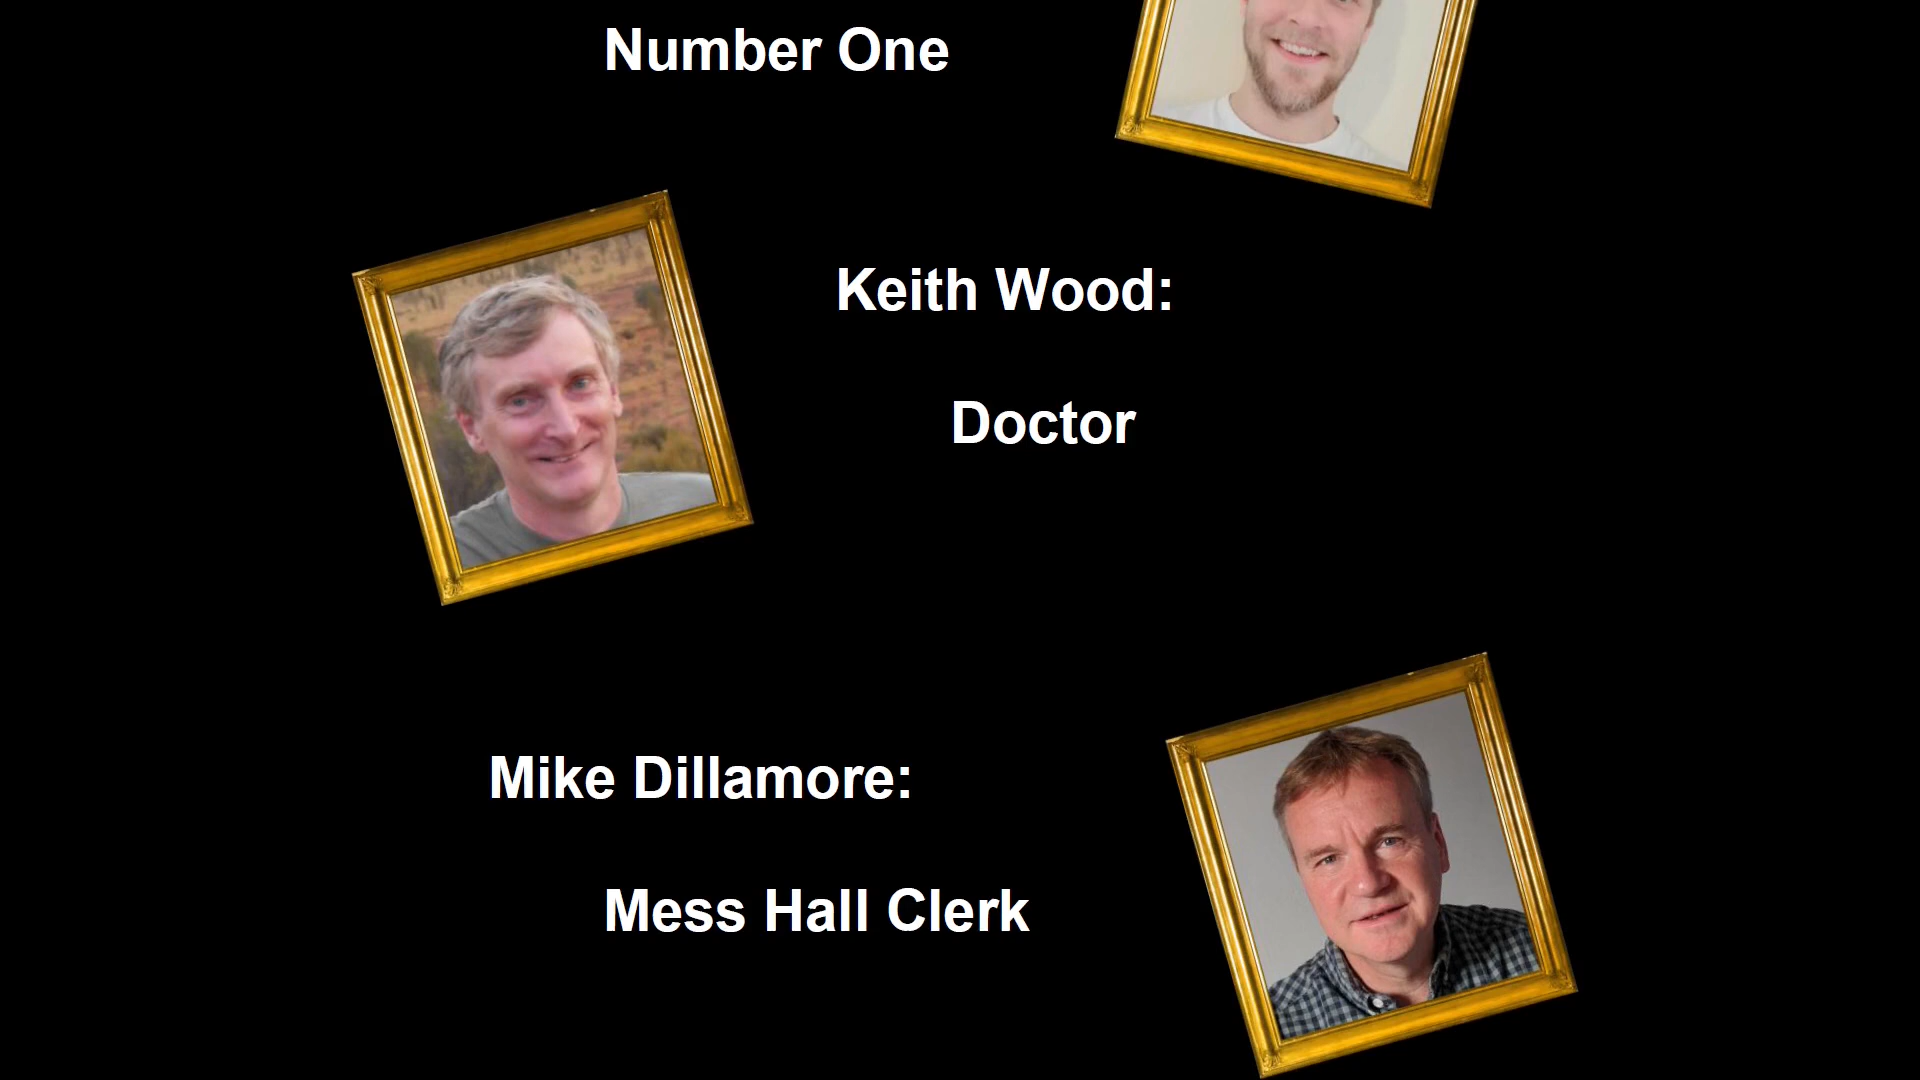 Number One
Keith Wood:
Doctor
Mike Dillamore:
Mess Hall Clerk